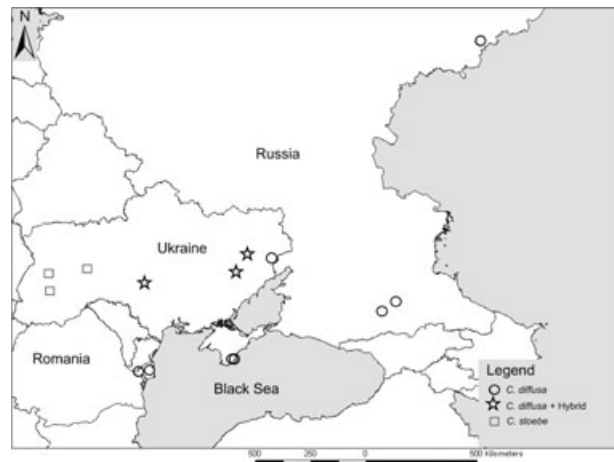 N
Russia
Ukraine
Romania
Black Sea
Legend
C. diffusa
C. diffusa + Hybrid
C. stoebe
500 250 0 500 Kilometers